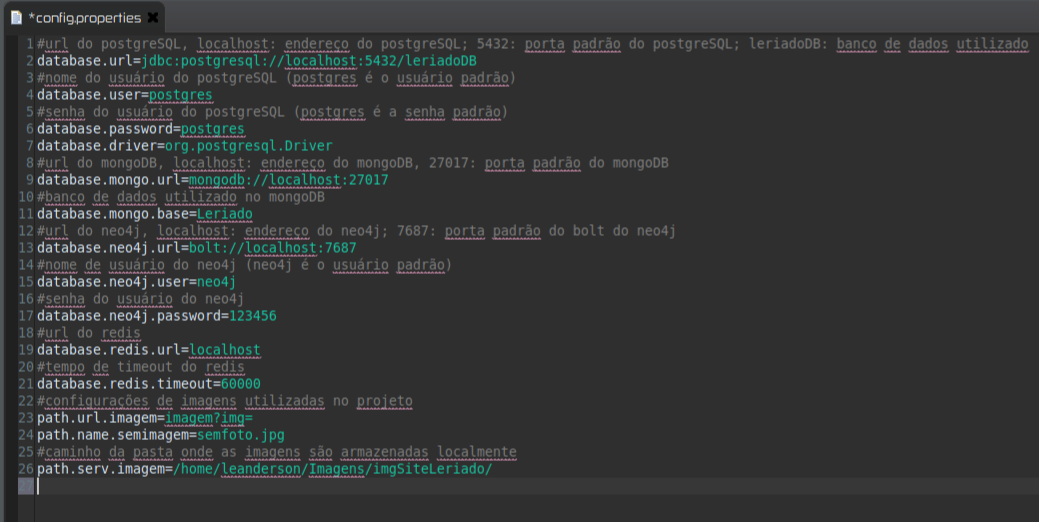 *config.properties
1 #url do postgreSQL, localhost: endereço do postgreSQL; 5432: porta padrão do postgreSQL; leriadoDB: banco de dados utilizado
2 database.url=jdbc:postgresql://localhost:5432/leriadoDB
3 #nome do usuário do postgreSQL (postgres é o usuário padrão)
4 database.user=postgres
5 #senha do usuário do postgreSQL (postgres é a senha padrão)
6 database.password=postgres
7 database.driver=org.postgresql.Driver
8 #url do mongoDB, localhost: endereço do mongoDB, 27017: porta padrão do mongoDB
9 database.mongo.url=mongodb://localhost:27017
10 #banco de dados utilizado no mongoDB
11 database.mongo.base=Leriado
12 #url do neo4j, localhost: endereço do neo4j; 7687: porta padrão do bolt do neo4j
13 database.neo4j.url=bolt://localhost:7687
14 #nome de usuário do neo4j (neo4j é o usuário padrão)
15 database.neo4j.user=neo4j
16 #senha do usuário do neo4j
17 database.neo4j.password=123456
18 #url do redis
19 database.redis.url=localhost
20 #tempo de timeout do redis
21 database.redis.timeout=60000
22 #configurações de imagens utilizadas no projeto
23 path.url.imagem=imagem?img=
24 path.name.semimagem=semfoto.jpg
25 #caminho da pasta onde as imagens são armazenadas localmente
26 path.serv.imagem=/home/leanderson/Imagens/imgSiteLeriado/
27